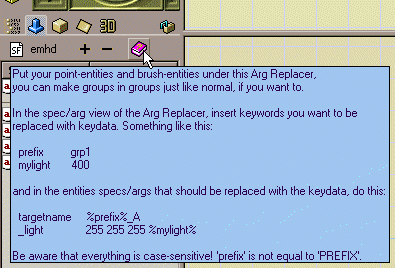 SF emhd + -
Put your point-entities and brush-entities under this Arg Replacer,
you can make groups in groups just like normal, if you want to.
In the spec/arg view of the Arg Replacer, insert keywords you want to be
replaced with keydata. Something like this:
prefix grp1
mylight 400
and in the entities specs/args that should be replaced with the keydata, do this:
targetname %prefix%_A
_light 255 255 255 %mylight%
Be aware that everything is case-sensitive! 'prefix' is not equal to 'PREFIX'.